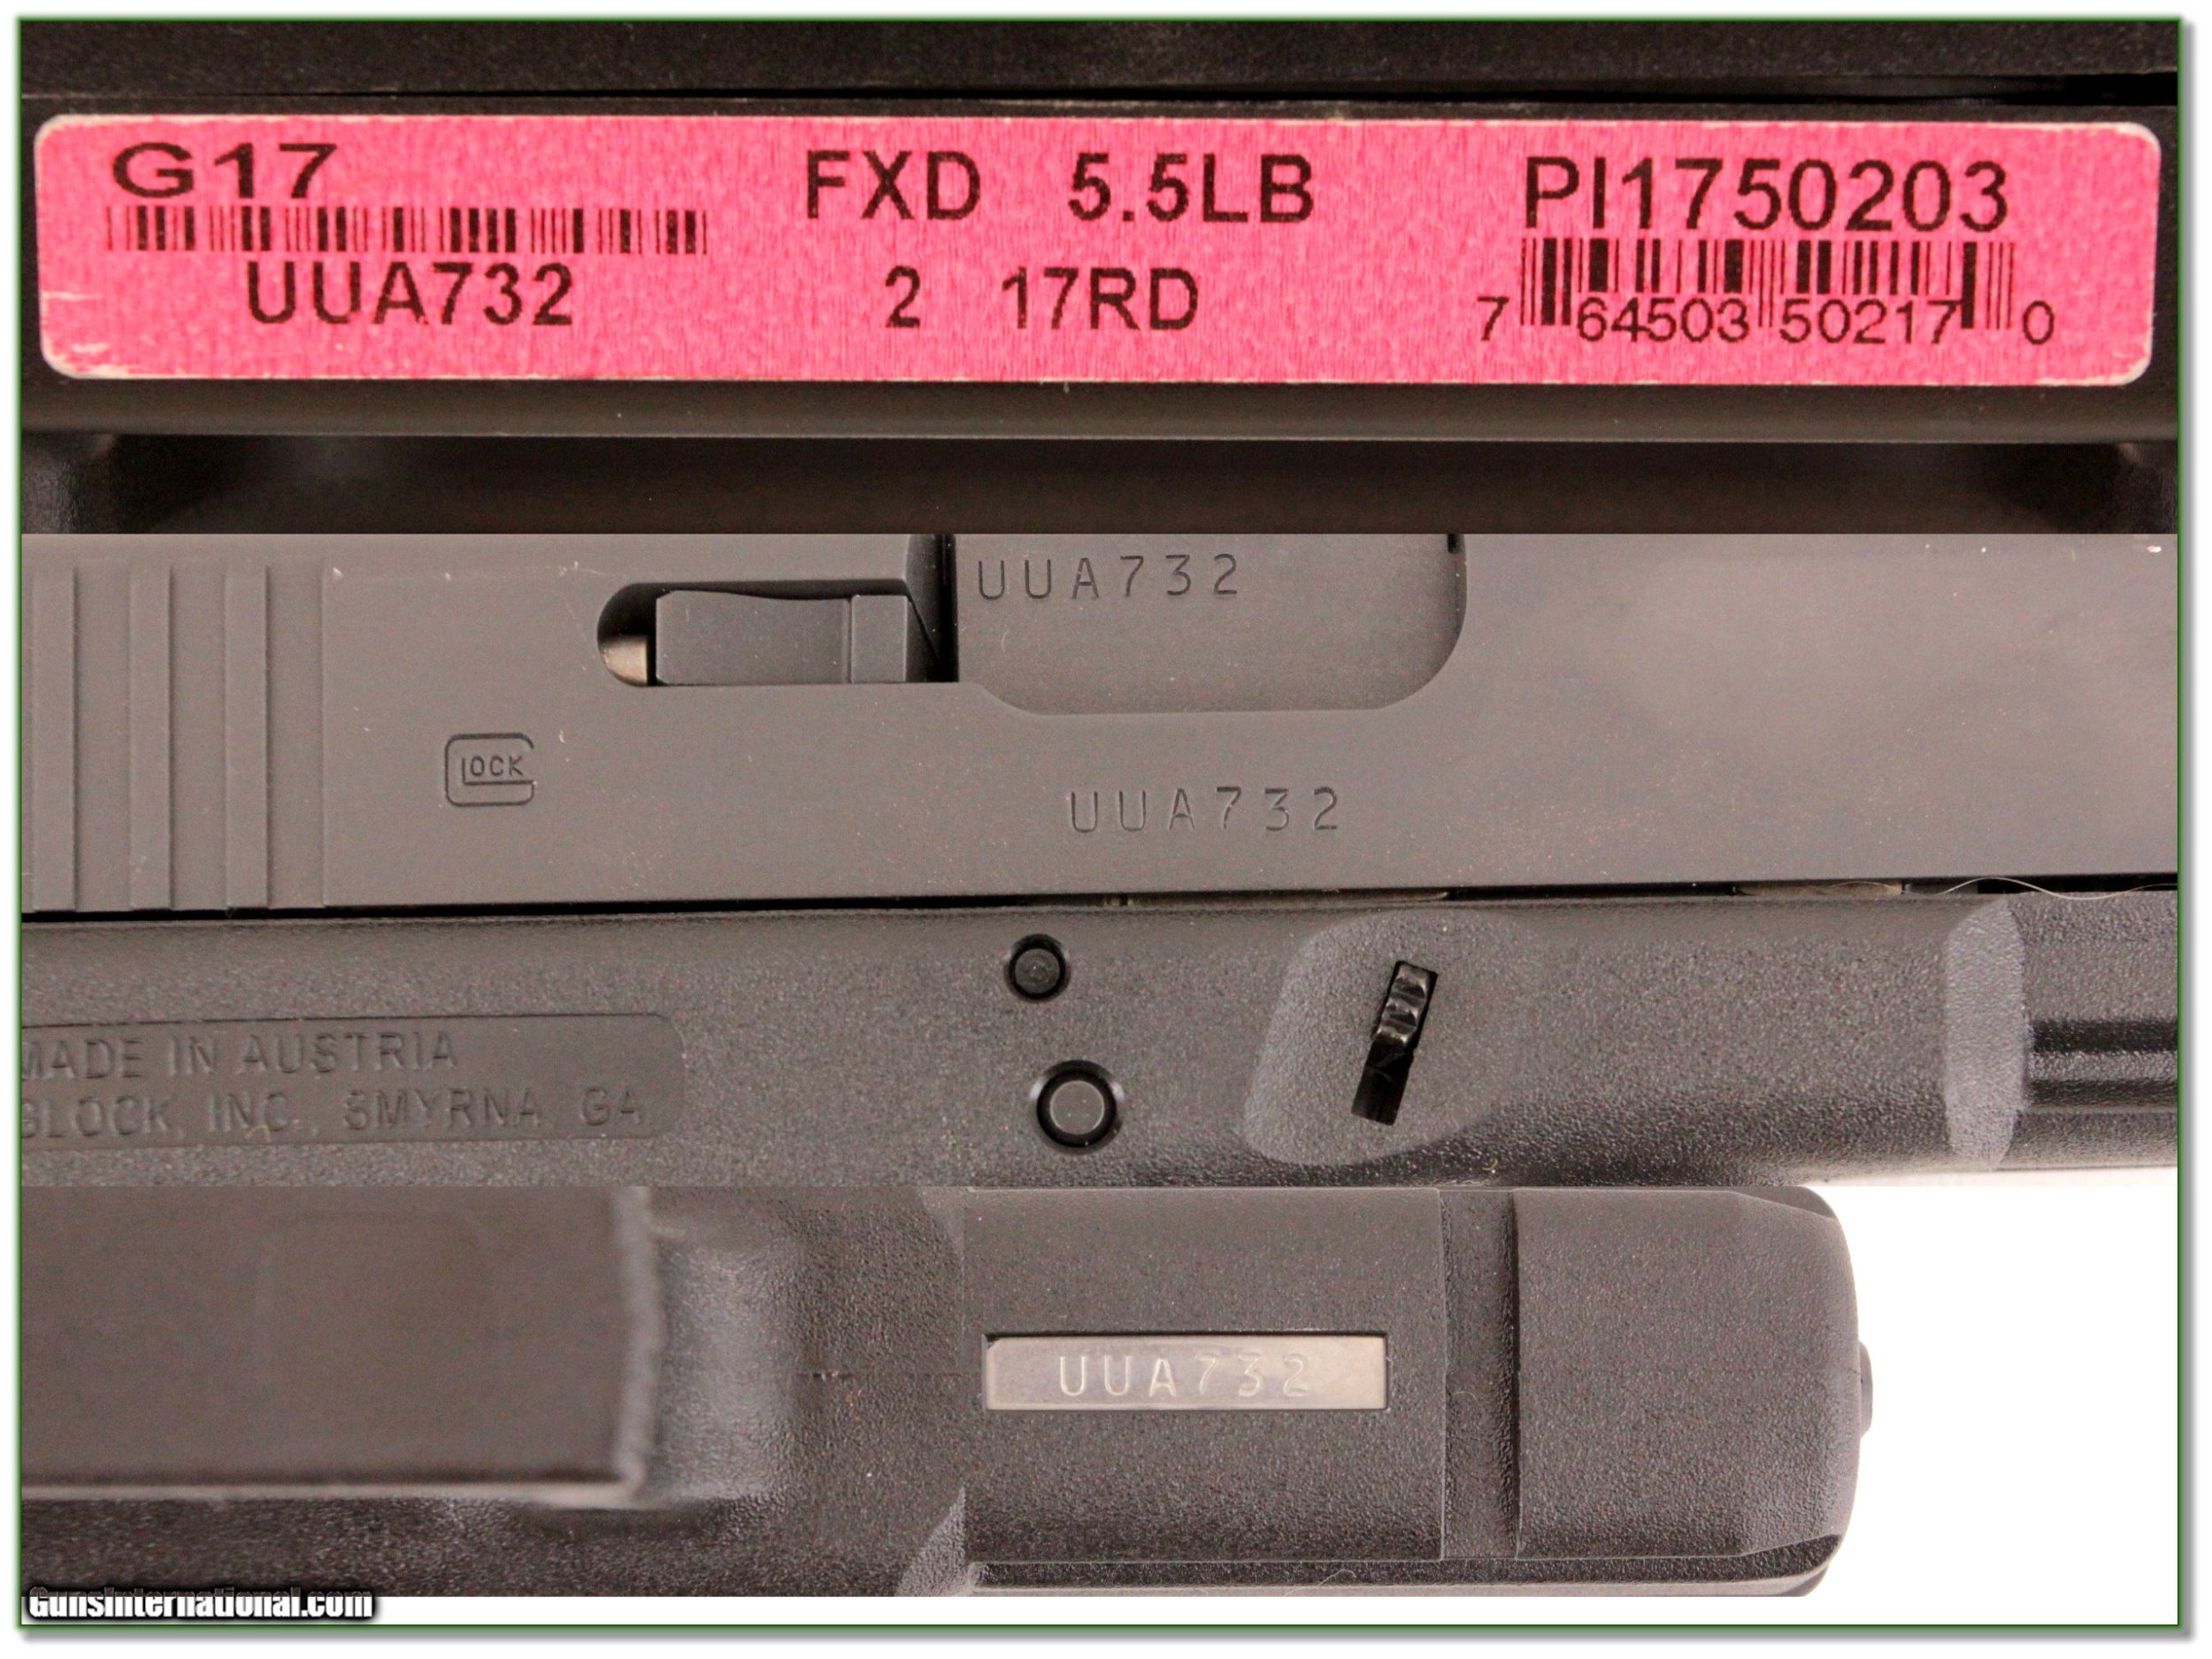 G17 FXD 5.5LB PI1750203
UUA732 2 17RD 7 64503 50217 0
UUA732
GLOCK
UUA732
MADE IN AUSTRIA
GLOCK, INC., SMYRNA, GA
UUA732
GunsInternational.com